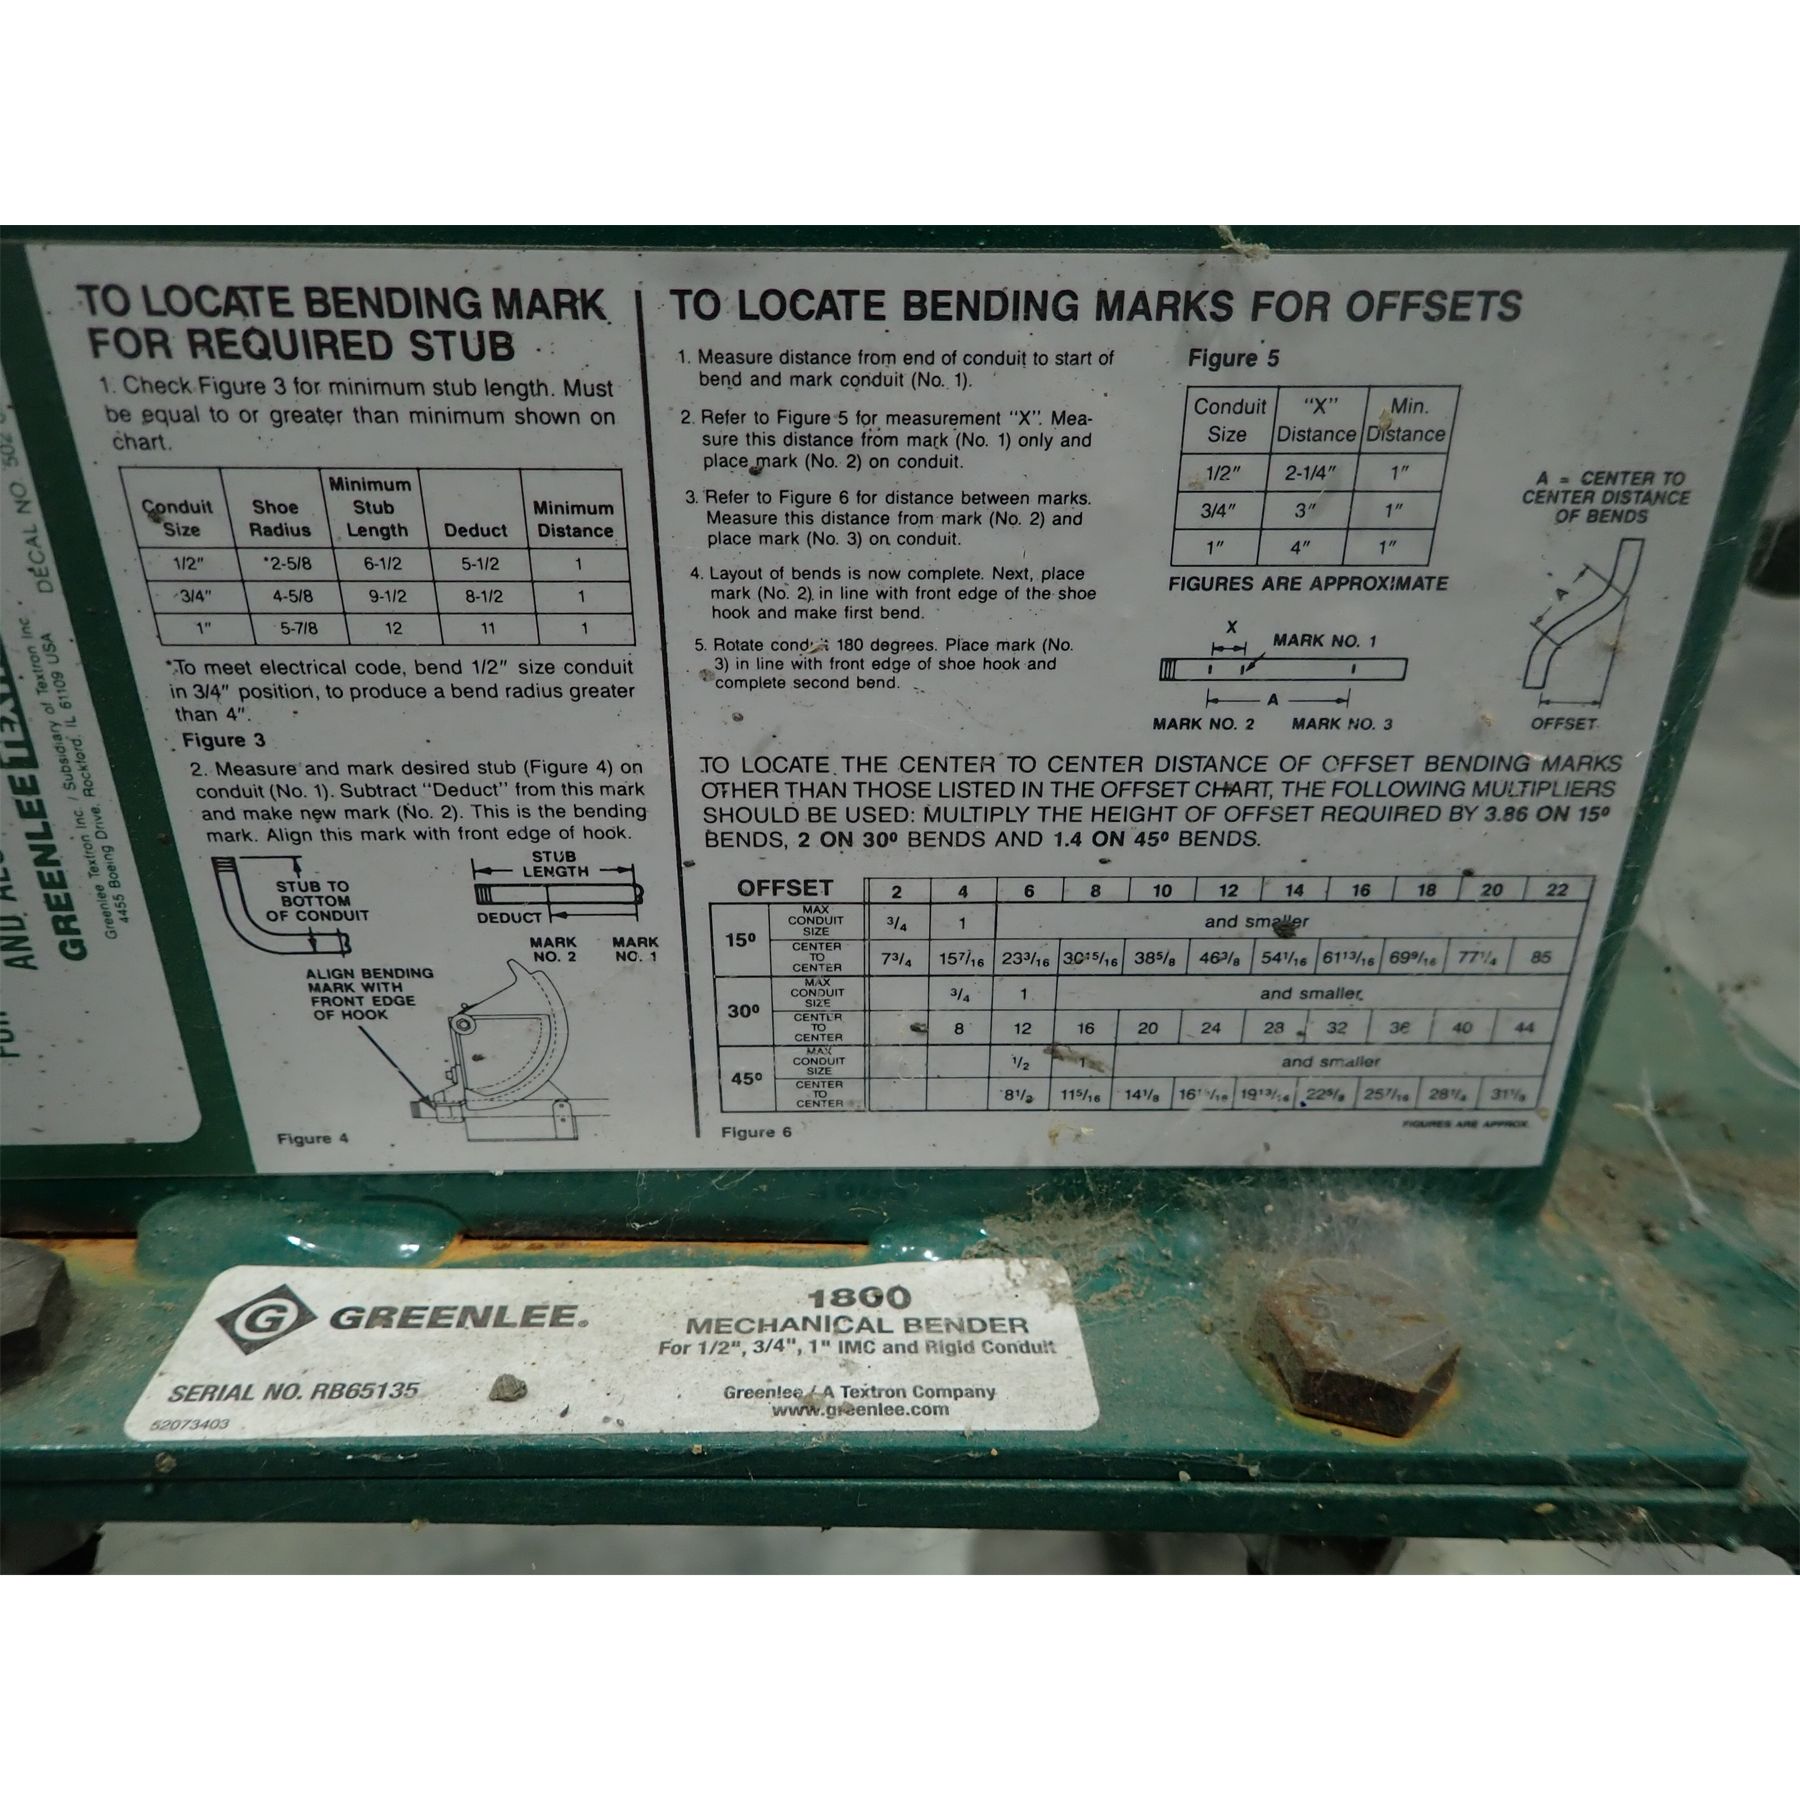 TO LOCATE BENDING MARK
FOR REQUIRED STUB
1. Check Figure 3 for minimum stub length. Must
be equal to or greater than minimum shown on
chart.
Conduit Size | Shoe Radius | Minimum Stub Length | Deduct | Minimum Distance
1/2" | *2-5/8 | 6-1/2 | 5-1/2 | 1
3/4" | 4-5/8 | 9-1/2 | 8-1/2 | 1
1" | 5-7/8 | 12 | 11 | 1
*To meet electrical code, bend 1/2" size conduit
in 3/4" position, to produce a bend radius greater
than 4".
Figure 3
2. Measure and mark desired stub (Figure 4) on
conduit (No. 1). Subtract "Deduct" from this mark
and make new mark (No. 2). This is the bending
mark. Align this mark with front edge of hook.
STUB TO
BOTTOM
OF CONDUIT
STUB
LENGTH
DEDUCT
MARK NO. 2
MARK NO. 1
ALIGN BENDING
MARK WITH
FRONT EDGE
OF HOOK
Figure 4
TO LOCATE BENDING MARKS FOR OFFSETS
1. Measure distance from end of conduit to start of
bend and mark conduit (No. 1).
2. Refer to Figure 5 for measurement "X". Mea-
sure this distance from mark (No. 1) only and
place mark (No. 2) on conduit.
3. Refer to Figure 6 for distance between marks.
Measure this distance from mark (No. 2) and
place mark (No. 3) on conduit.
4. Layout of bends is now complete. Next, place
mark (No. 2) in line with front edge of the shoe
hook and make first bend.
5. Rotate conduit 180 degrees. Place mark (No.
3) in line with front edge of shoe hook and
complete second bend.
Figure 5
Conduit Size | "X" Distance | Min. Distance
1/2" | 2-1/4" | 1"
3/4" | 3" | 1"
1" | 4" | 1"
FIGURES ARE APPROXIMATE
X
MARK NO. 1
A
MARK NO. 2 MARK NO. 3
A = CENTER TO
CENTER DISTANCE
OF BENDS
A
OFFSET
TO LOCATE THE CENTER TO CENTER DISTANCE OF OFFSET BENDING MARKS
OTHER THAN THOSE LISTED IN THE OFFSET CHART, THE FOLLOWING MULTIPLIERS
SHOULD BE USED: MULTIPLY THE HEIGHT OF OFFSET REQUIRED BY 3.86 ON 15º
BENDS, 2 ON 30º BENDS AND 1.4 ON 45º BENDS.
OFFSET | 2 | 4 | 6 | 8 | 10 | 12 | 14 | 16 | 18 | 20 | 22
15º | MAX CONDUIT SIZE | 3/4 | 1 | and smaller
CENTER TO CENTER | 7 3/4 | 15 7/16 | 23 3/16 | 30 15/16 | 38 5/8 | 46 3/8 | 54 1/16 | 61 13/16 | 69 9/16 | 77 1/4 | 85
30º | MAX CONDUIT SIZE | 3/4 | 1 | and smaller
CENTER TO CENTER | 8 | 12 | 16 | 20 | 24 | 28 | 32 | 36 | 40 | 44
45º | MAX CONDUIT SIZE | 1/2 | 1 | and smaller
CENTER TO CENTER | 8 1/2 | 11 5/16 | 14 1/8 | 19 13/16 | 22 5/8 | 25 7/16 | 28 1/4 | 31 1/8
Figure 6
FIGURES ARE APPROX.
DECAL NO. 502
GREENLEE TEXTRON
Greenlee Textron Inc. / Subsidiary of Textron Inc.
4455 Boeing Drive, Rockford, IL 61109 USA
GREENLEE®
1800
MECHANICAL BENDER
For 1/2", 3/4", 1" IMC and Rigid Conduit
SERIAL NO. RB65135
Greenlee / A Textron Company
www.greenlee.com
52073403